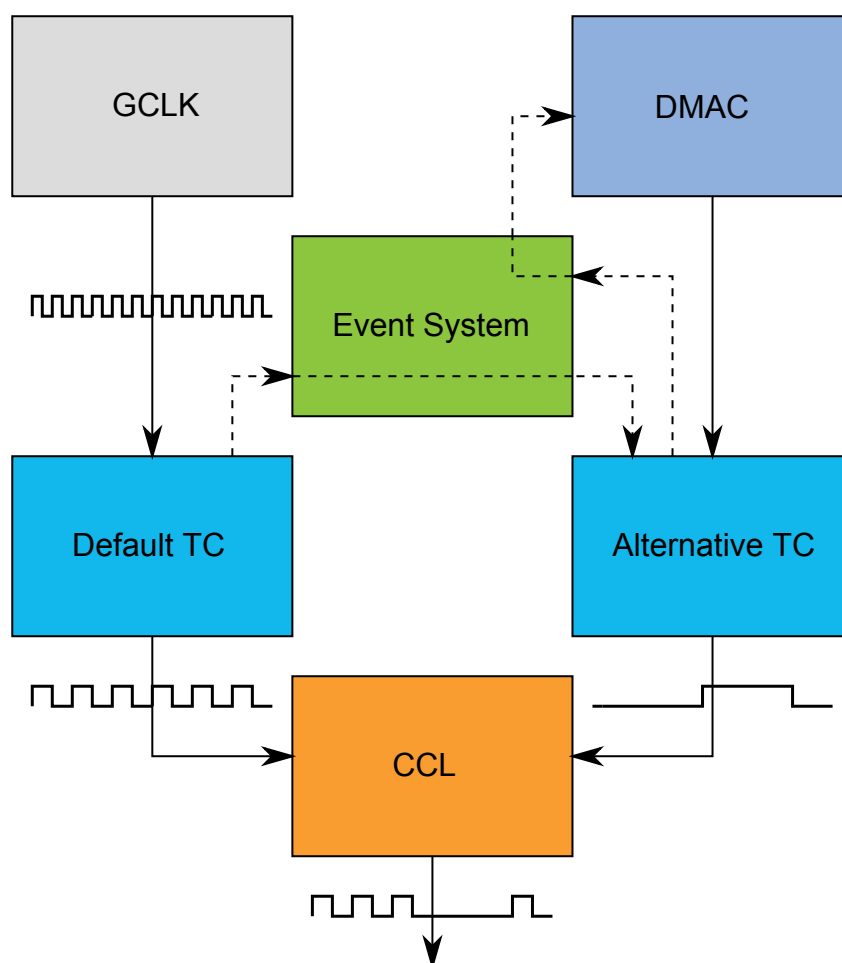 GCLK
DMAC
Event System
Default TC
Alternative TC
CCL